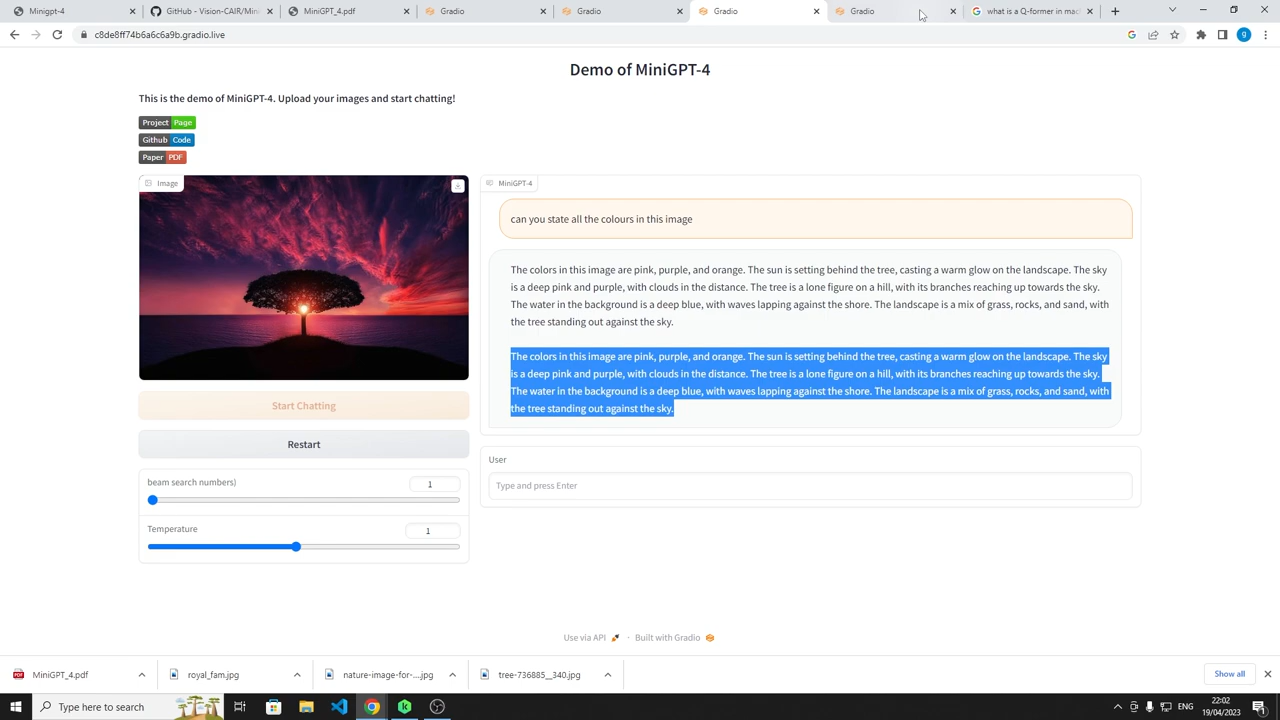 Minigpt-4
GitHub - Vision-CAIR/Min
MiniGPT_4.pdf
Gradio
Gradio
Gradio
Gradio
what is a Q-former in mac
c8de8ff74b6a6c6a9b.gradio.live
g
Demo of MiniGPT-4
This is the demo of MiniGPT-4. Upload your images and start chatting!
Project Page
Github Code
Paper PDF
Image
MiniGPT-4
can you state all the colours in this image
The colors in this image are pink, purple, and orange. The sun is setting behind the tree, casting a warm glow on the landscape. The sky
is a deep pink and purple, with clouds in the distance. The tree is a lone figure on a hill, with its branches reaching up towards the sky.
The water in the background is a deep blue, with waves lapping against the shore. The landscape is a mix of grass, rocks, and sand, with
the tree standing out against the sky.
The colors in this image are pink, purple, and orange. The sun is setting behind the tree, casting a warm glow on the landscape. The sky
is a deep pink and purple, with clouds in the distance. The tree is a lone figure on a hill, with its branches reaching up towards the sky.
The water in the background is a deep blue, with waves lapping against the shore. The landscape is a mix of grass, rocks, and sand, with
the tree standing out against the sky.
Start Chatting
Restart
beam search numbers)
1
Temperature
1
User
Type and press Enter
Use via API · Built with Gradio
MiniGPT_4.pdf
royal_fam.jpg
nature-image-for-....jpg
tree-736885__340.jpg
Show all
Type here to search
ENG
22:02
19/04/2023